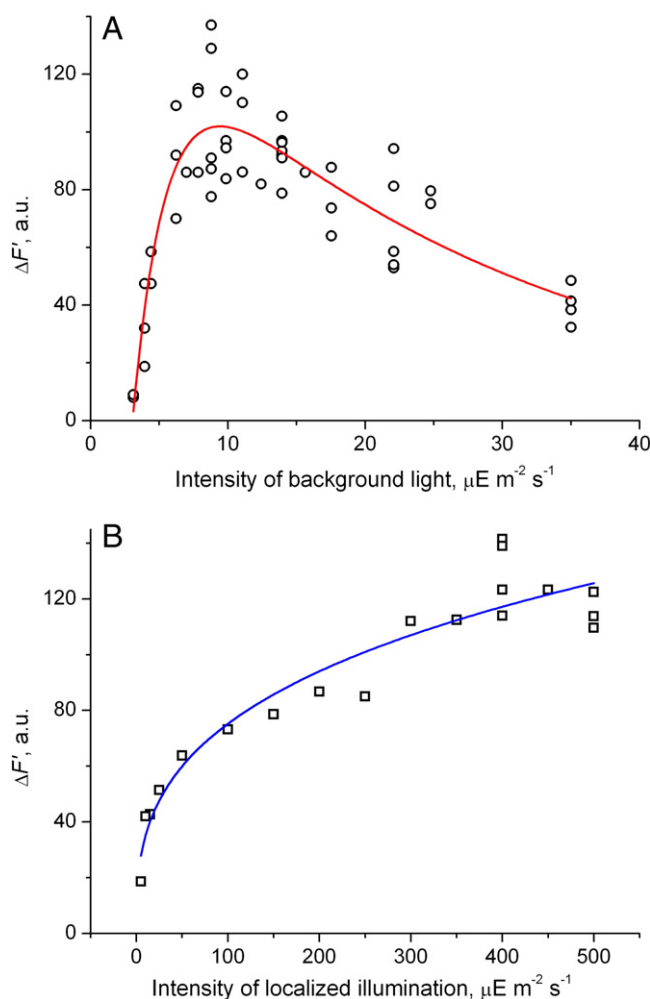 A
120
80
40
0
ΔF′, a.u.
0 10 20 30 40
Intensity of background light, μE m⁻² s⁻¹
B
120
80
40
0
ΔF′, a.u.
0 100 200 300 400 500
Intensity of localized illumination, μE m⁻² s⁻¹